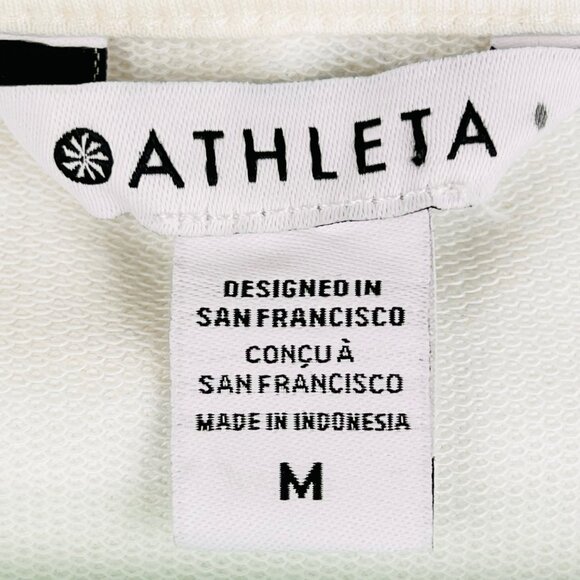 ATHLETA
DESIGNED IN
SAN FRANCISCO
CONÇU À
SAN FRANCISCO
MADE IN INDONESIA
M